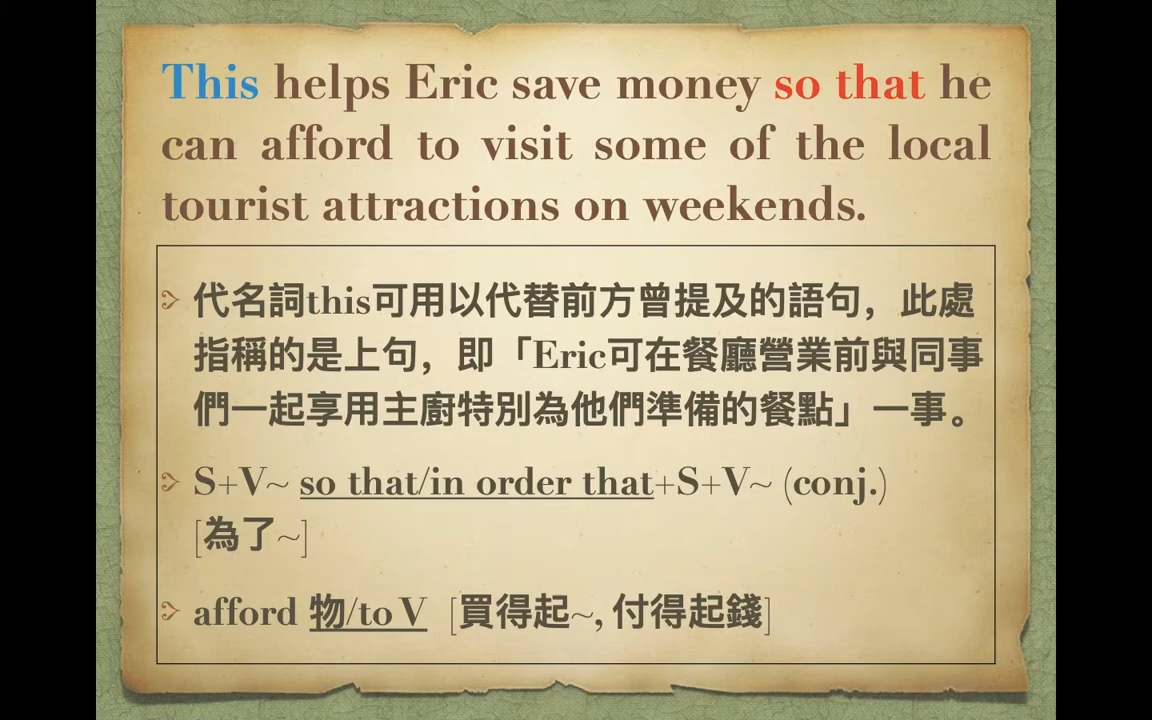 This helps Eric save money so that he
can afford to visit some of the local
tourist attractions on weekends.
代名詞this可用以代替前方曾提及的語句，此處
指稱的是上句，即「Eric可在餐廳營業前與同事
們一起享用主廚特別為他們準備的餐點」一事。
S+V~ so that/in order that+S+V~ (conj.)
[為了~]
afford 物/to V [買得起~, 付得起錢]